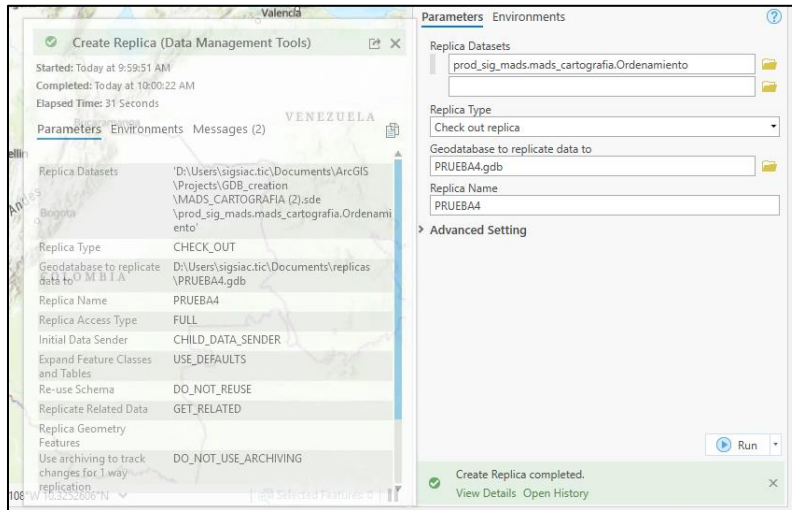 Valencia
Create Replica (Data Management Tools)
Started: Today at 9:59:51 AM
Completed: Today at 10:00:22 AM
Elapsed Time: 31 Seconds
VENEZUELA
Bucaramanga
Parameters Environments Messages (2)
ellin
Replica Datasets
'D:\Users\sigsiac.tic\Documents\ArcGIS
\Projects\GDB_creation
\MADS_CARTOGRAFIA (2).sde
\prod_sig_mads.mads_cartografia.Ordenami
ento'
Andes
Bogota
Replica Type CHECK_OUT
Geodatabase to replicate
data to
D:\Users\sigsiac.tic\Documents\replicas
\PRUEBA4.gdb
COLOMBIA
Replica Name PRUEBA4
Replica Access Type FULL
Initial Data Sender CHILD_DATA_SENDER
Expand Feature Classes
and Tables
USE_DEFAULTS
Re-use Schema DO_NOT_REUSE
Replicate Related Data GET_RELATED
Replica Geometry
Features
Use archiving to track
changes for 1 way
replication
DO_NOT_USE_ARCHIVING
108°W 10.3252606°N
Selected Features: 0
Parameters Environments
?
Replica Datasets
prod_sig_mads.mads_cartografia.Ordenamiento
Replica Type
Check out replica
Geodatabase to replicate data to
PRUEBA4.gdb
Replica Name
PRUEBA4
Advanced Setting
Run
Create Replica completed.
View Details Open History